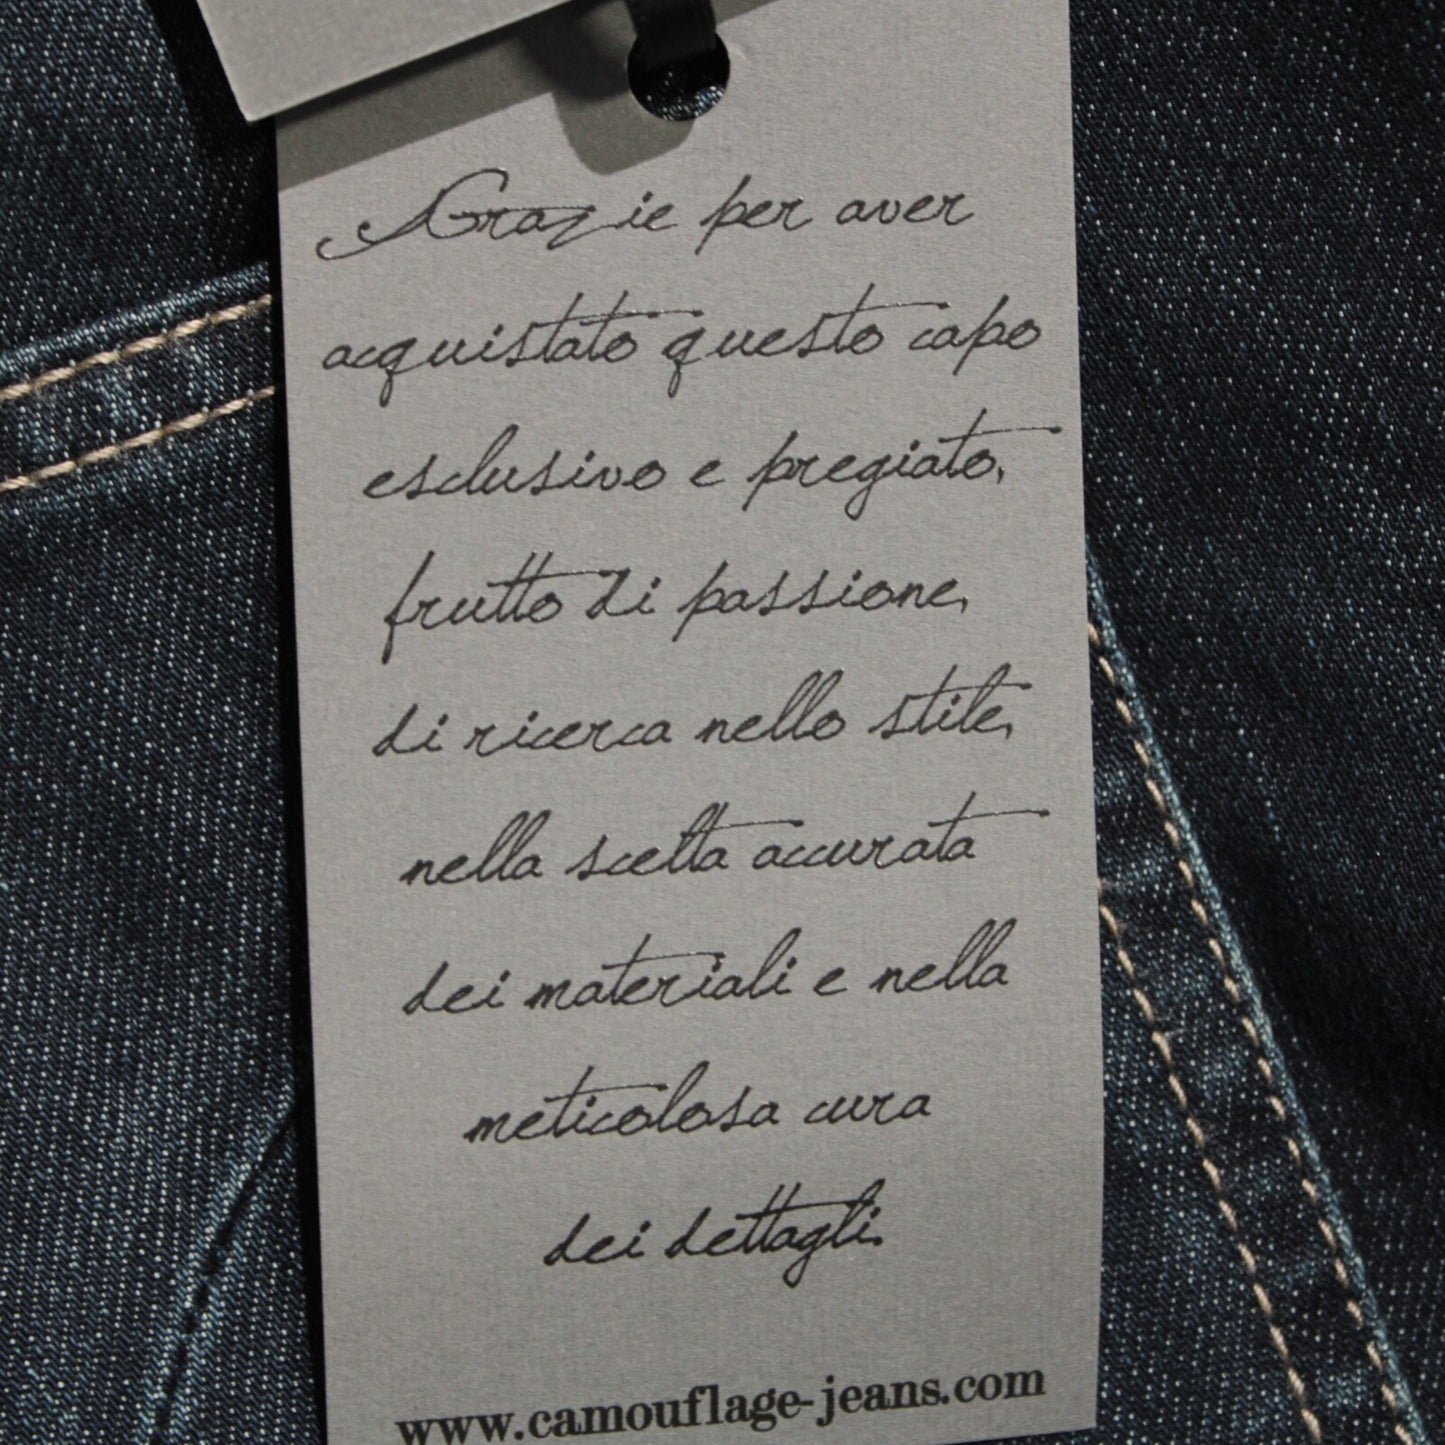 Grazie per aver
acquistato questo capo
esclusivo e pregiato,
frutto di passione,
di ricerca nello stile,
nella scelta accurata
dei materiali e nella
meticolosa cura
dei dettagli.
www.camouflage-jeans.com